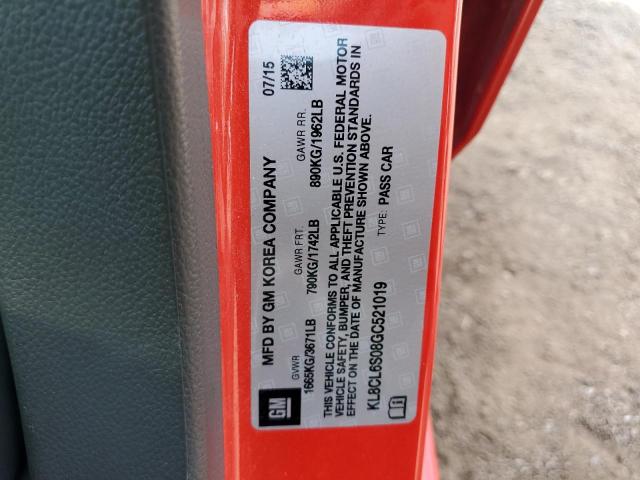 MFD BY GM KOREA COMPANY 07/15
GVWR GAWR FRT. GAWR RR.
1665KG/3671LB 790KG/1742LB 890KG/1962LB
THIS VEHICLE CONFORMS TO ALL APPLICABLE U.S. FEDERAL MOTOR
VEHICLE SAFETY, BUMPER, AND THEFT PREVENTION STANDARDS IN
EFFECT ON THE DATE OF MANUFACTURE SHOWN ABOVE.
KL8CL6S08GC521019 TYPE: PASS CAR
GM